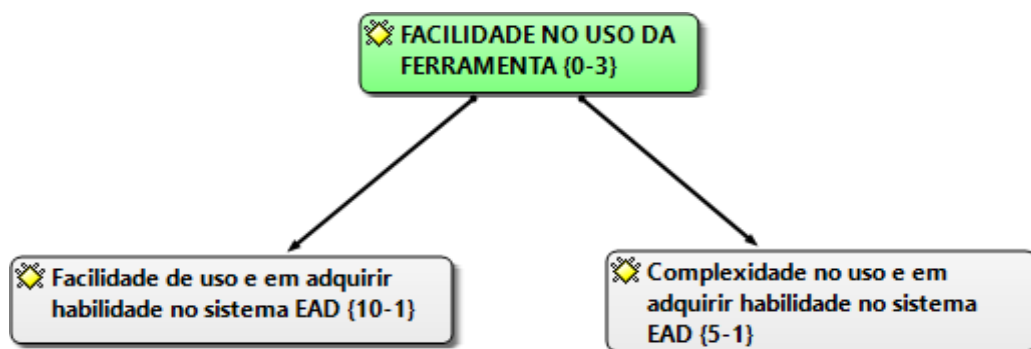 FACILIDADE NO USO DA
FERRAMENTA {0-3}
Facilidade de uso e em adquirir
habilidade no sistema EAD {10-1}
Complexidade no uso e em
adquirir habilidade no sistema
EAD {5-1}